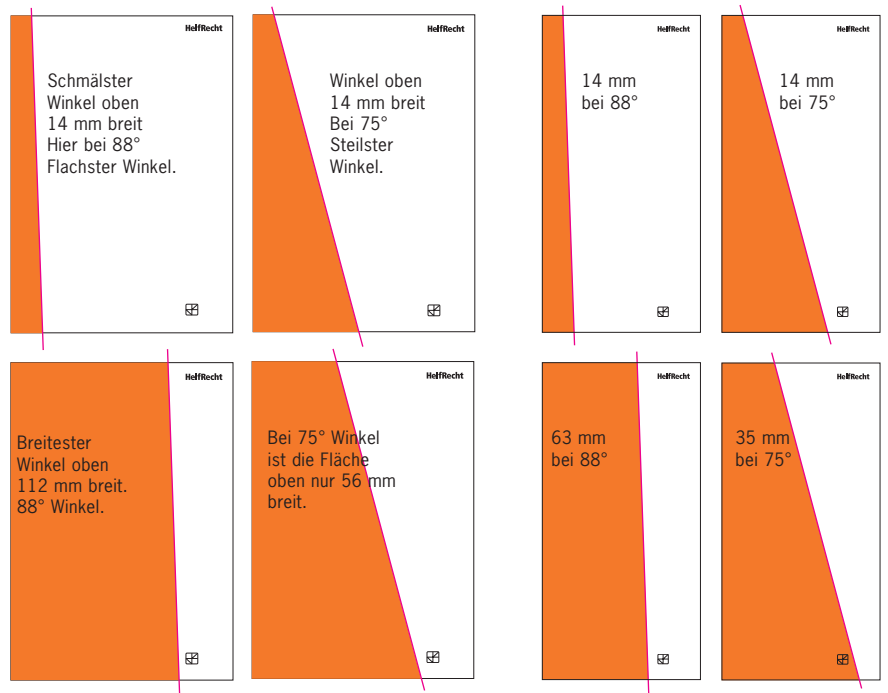 HelfRecht
Schmälster
Winkel oben
14 mm breit
Hier bei 88°
Flachster Winkel.
HelfRecht
Winkel oben
14 mm breit
Bei 75°
Steilster
Winkel.
HelfRecht
14 mm
bei 88°
HelfRecht
14 mm
bei 75°
HelfRecht
Breitester
Winkel oben
112 mm breit.
88° Winkel.
HelfRecht
Bei 75° Winkel
ist die Fläche
oben nur 56 mm
breit.
HelfRecht
63 mm
bei 88°
HelfRecht
35 mm
bei 75°